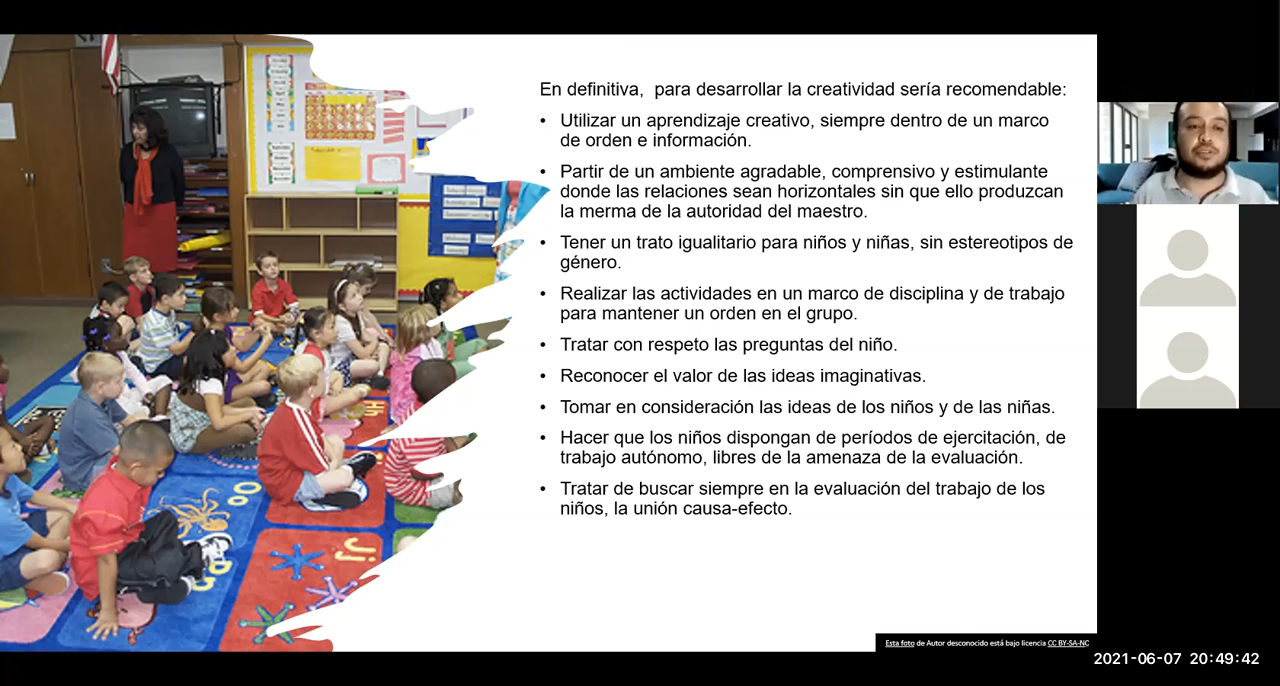 En definitiva,  para desarrollar la creatividad sería recomendable:
• Utilizar un aprendizaje creativo, siempre dentro de un marco
de orden e información.
• Partir de un ambiente agradable, comprensivo y estimulante
donde las relaciones sean horizontales sin que ello produzcan
la merma de la autoridad del maestro.
• Tener un trato igualitario para niños y niñas, sin estereotipos de
género.
• Realizar las actividades en un marco de disciplina y de trabajo
para mantener un orden en el grupo.
• Tratar con respeto las preguntas del niño.
• Reconocer el valor de las ideas imaginativas.
• Tomar en consideración las ideas de los niños y de las niñas.
• Hacer que los niños dispongan de períodos de ejercitación, de
trabajo autónomo, libres de la amenaza de la evaluación.
• Tratar de buscar siempre en la evaluación del trabajo de los
niños, la unión causa-efecto.
Oo
Hh
Jj
Esta foto de Autor desconocido está bajo licencia CC BY-SA-NC
2021-06-07 20:49:42